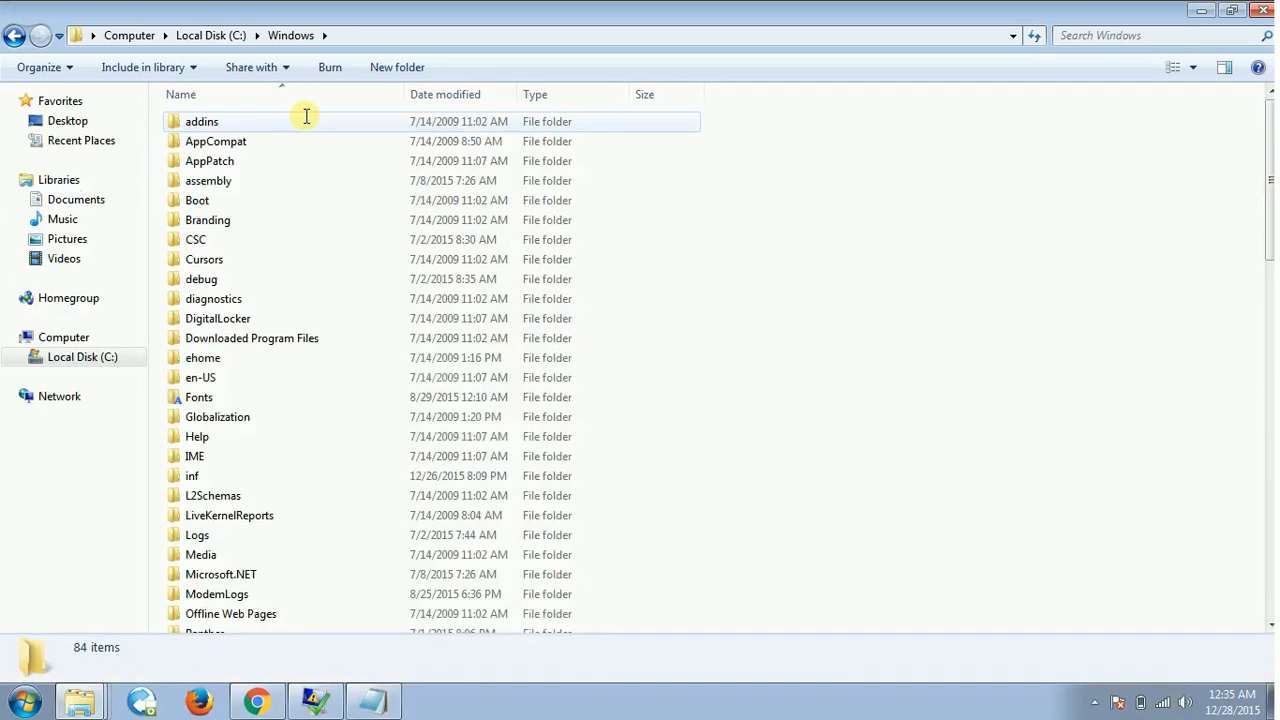 Computer Local Disk (C:) Windows
Search Windows
Organize Include in library Share with Burn New folder
Name Date modified Type Size
Favorites
Desktop
Recent Places
Libraries
Documents
Music
Pictures
Videos
Homegroup
Computer
Local Disk (C:)
Network
addins 7/14/2009 11:02 AM File folder
AppCompat 7/14/2009 8:50 AM File folder
AppPatch 7/14/2009 11:07 AM File folder
assembly 7/8/2015 7:26 AM File folder
Boot 7/14/2009 11:02 AM File folder
Branding 7/14/2009 11:02 AM File folder
CSC 7/2/2015 8:30 AM File folder
Cursors 7/14/2009 11:02 AM File folder
debug 7/2/2015 8:35 AM File folder
diagnostics 7/14/2009 11:02 AM File folder
DigitalLocker 7/14/2009 11:07 AM File folder
Downloaded Program Files 7/14/2009 11:02 AM File folder
ehome 7/14/2009 1:16 PM File folder
en-US 7/14/2009 11:07 AM File folder
Fonts 8/29/2015 12:10 AM File folder
Globalization 7/14/2009 1:20 PM File folder
Help 7/14/2009 11:07 AM File folder
IME 7/14/2009 11:07 AM File folder
inf 12/26/2015 8:09 PM File folder
L2Schemas 7/14/2009 11:02 AM File folder
LiveKernelReports 7/14/2009 8:04 AM File folder
Logs 7/2/2015 7:44 AM File folder
Media 7/14/2009 11:02 AM File folder
Microsoft.NET 7/8/2015 7:26 AM File folder
ModemLogs 8/25/2015 6:36 PM File folder
Offline Web Pages 7/14/2009 11:02 AM File folder
84 items
12:35 AM
12/28/2015